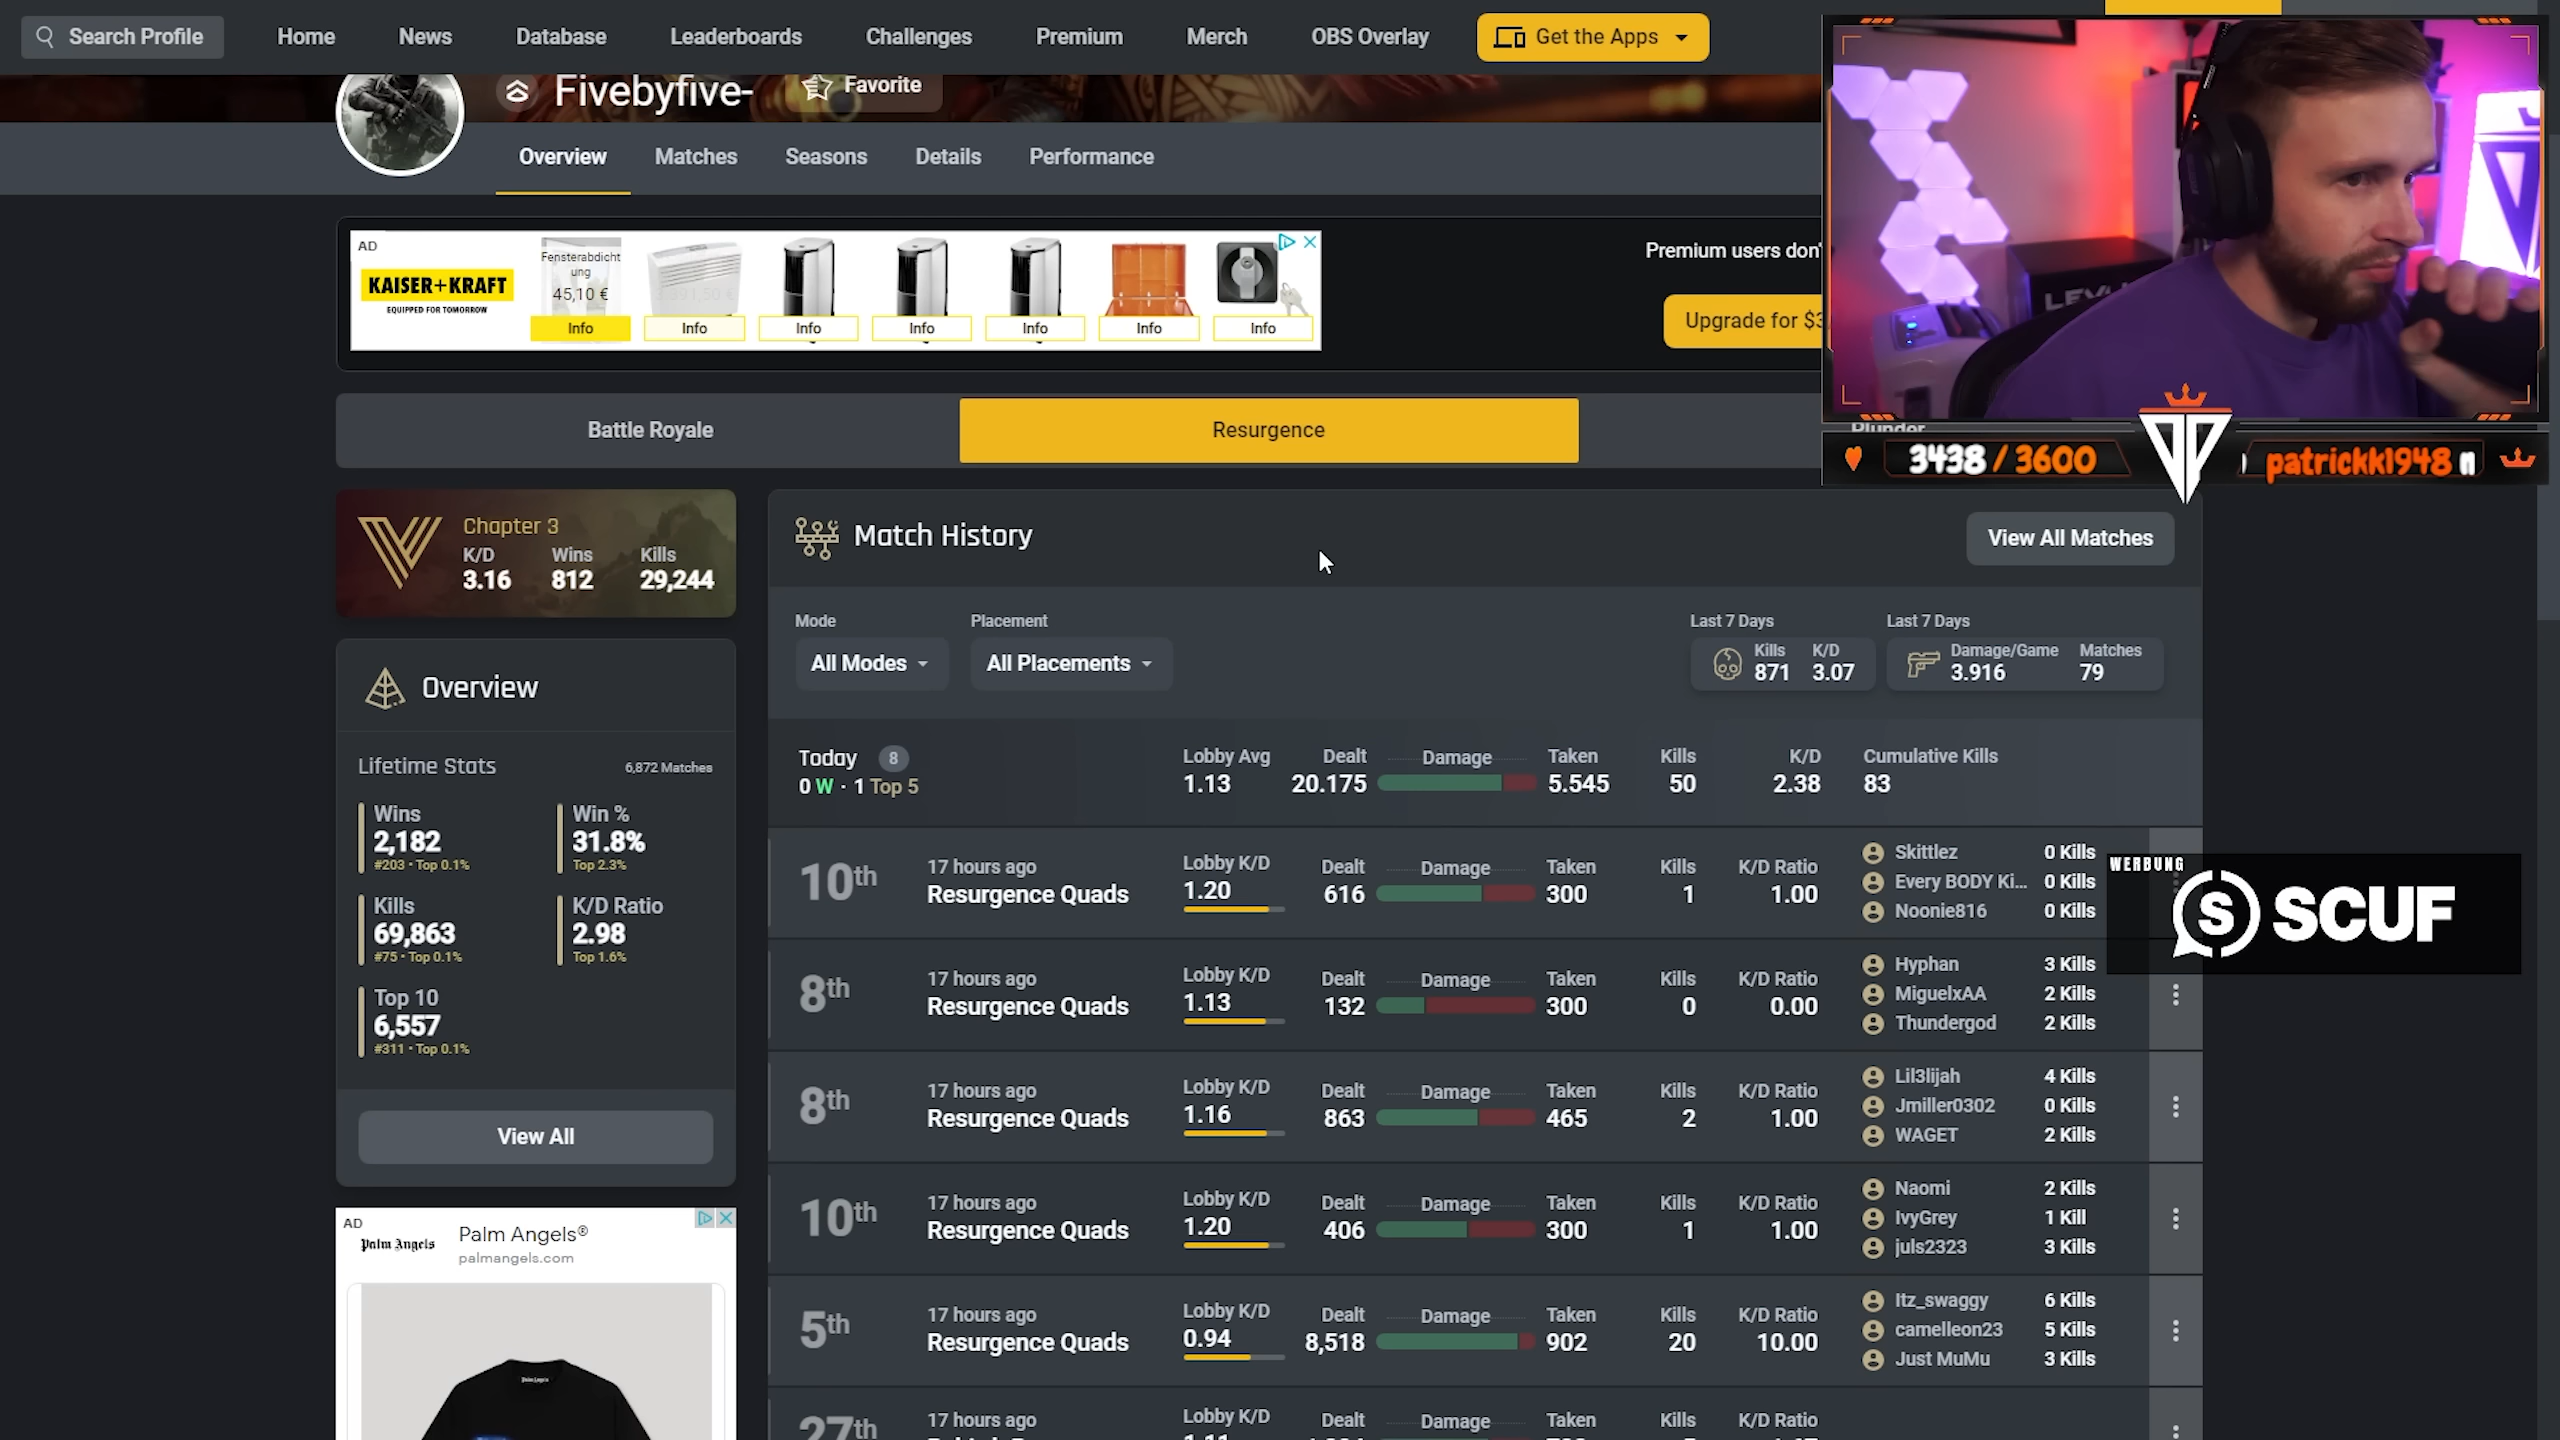 Search Profile
Home
News
Database
Leaderboards
Challenges
Premium
Merch
OBS Overlay
Get the Apps
Fivebyfive-
Favorite
Overview
Matches
Seasons
Details
Performance
AD
KAISER+KRAFT
EQUIPPED FOR TOMORROW
Fensterabdicht
ung
45,10 €
Info
Info
Info
Info
Info
Info
Info
Premium users don'
Upgrade for $3
Battle Royale
Resurgence
Plunder
3438 / 3600
patrickk1948 n
Chapter 3
K/D Wins Kills
3.16 812 29,244
Match History
View All Matches
Mode
All Modes
Placement
All Placements
Last 7 Days
Kills K/D
871 3.07
Last 7 Days
Damage/Game Matches
3.916 79
Overview
Lifetime Stats
6,872 Matches
Wins
2,182
#203 • Top 0.1%
Win %
31.8%
Top 2.3%
Kills
69,863
#75 • Top 0.1%
K/D Ratio
2.98
Top 1.6%
Top 10
6,557
#311 • Top 0.1%
View All
Today 8
0 W · 1 Top 5
Lobby Avg Dealt Damage Taken Kills K/D Cumulative Kills
1.13 20.175 5.545 50 2.38 83
10th
17 hours ago
Resurgence Quads
Lobby K/D Dealt Damage Taken Kills K/D Ratio
1.20 616 300 1 1.00
Skittlez 0 Kills
Every BODY Ki... 0 Kills
Noonie816 0 Kills
WERBUNG
S SCUF
8th
17 hours ago
Resurgence Quads
Lobby K/D Dealt Damage Taken Kills K/D Ratio
1.13 132 300 0 0.00
Hyphan 3 Kills
MiguelxAA 2 Kills
Thundergod 2 Kills
8th
17 hours ago
Resurgence Quads
Lobby K/D Dealt Damage Taken Kills K/D Ratio
1.16 863 465 2 1.00
Lil3lijah 4 Kills
Jmiller0302 0 Kills
WAGET 2 Kills
10th
17 hours ago
Resurgence Quads
Lobby K/D Dealt Damage Taken Kills K/D Ratio
1.20 406 300 1 1.00
Naomi 2 Kills
IvyGrey 1 Kill
juls2323 3 Kills
5th
17 hours ago
Resurgence Quads
Lobby K/D Dealt Damage Taken Kills K/D Ratio
0.94 8,518 902 20 10.00
Itz_swaggy 6 Kills
camelleon23 5 Kills
Just MuMu 3 Kills
27th
17 hours ago
Lobby K/D Dealt Damage Taken Kills K/D Ratio
AD
Palm Angels
Palm Angels®
palmangels.com